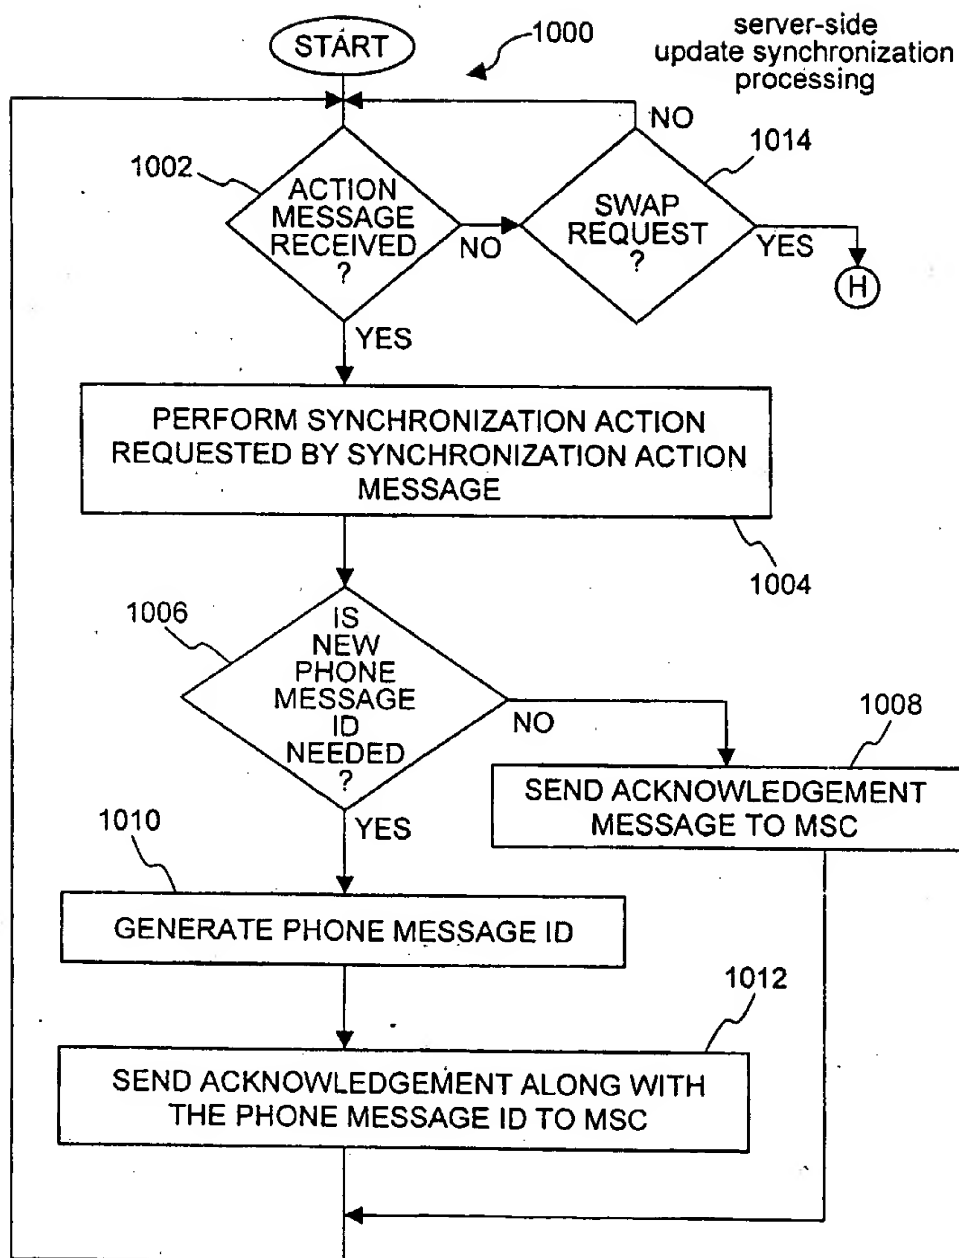 START
1000
server-side
update synchronization
processing
NO
1014
1002
ACTION
MESSAGE
RECEIVED
?
NO
SWAP
REQUEST
?
YES
H
YES
PERFORM SYNCHRONIZATION ACTION
REQUESTED BY SYNCHRONIZATION ACTION
MESSAGE
1004
1006
IS
NEW
PHONE
MESSAGE
ID
NEEDED
?
NO
1008
SEND ACKNOWLEDGEMENT
MESSAGE TO MSC
YES
1010
GENERATE PHONE MESSAGE ID
1012
SEND ACKNOWLEDGEMENT ALONG WITH
THE PHONE MESSAGE ID TO MSC